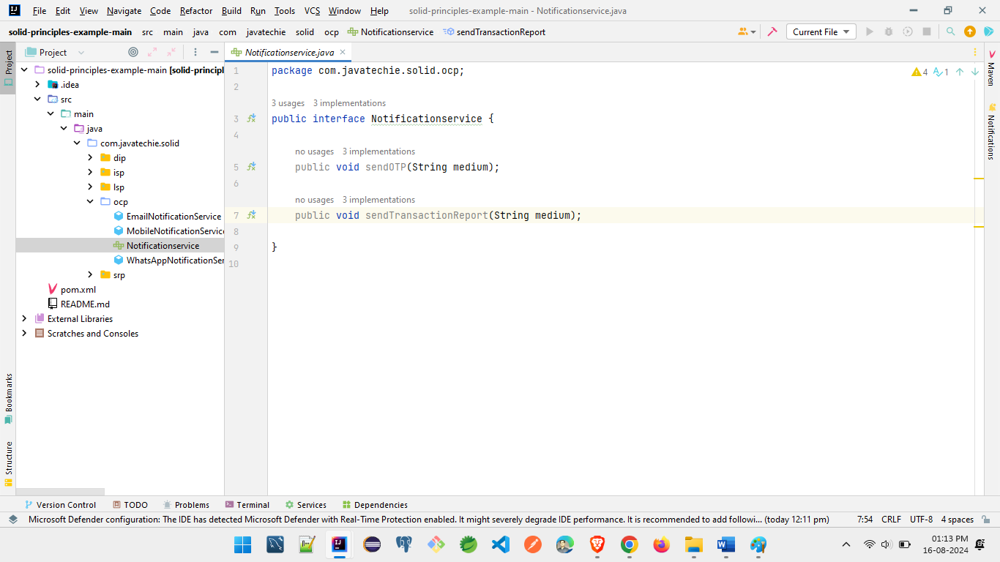 File Edit View Navigate Code Refactor Build Run Tools VCS Window Help solid-principles-example-main - Notificationservice.java
solid-principles-example-main src main java com javatechie solid ocp Notificationservice sendTransactionReport Current File
Project
Project
Notificationservice.java
solid-principles-example-main [solid-principl
.idea
src
main
java
com.javatechie.solid
dip
isp
lsp
ocp
EmailNotificationService
MobileNotificationService
Notificationservice
WhatsAppNotificationSer
srp
pom.xml
README.md
External Libraries
Scratches and Consoles
Bookmarks
Structure
4 1
1 package com.javatechie.solid.ocp;
2
3 usages 3 implementations
3 public interface Notificationservice {
4
no usages 3 implementations
5 public void sendOTP(String medium);
6
no usages 3 implementations
7 public void sendTransactionReport(String medium);
8
9 }
10
Maven
Notifications
Version Control TODO Problems Terminal Services Dependencies
Microsoft Defender configuration: The IDE has detected Microsoft Defender with Real-Time Protection enabled. It might severely degrade IDE performance. It is recommended to add followi... (today 12:11 pm) 7:54 CRLF UTF-8 4 spaces
01:13 PM
16-08-2024